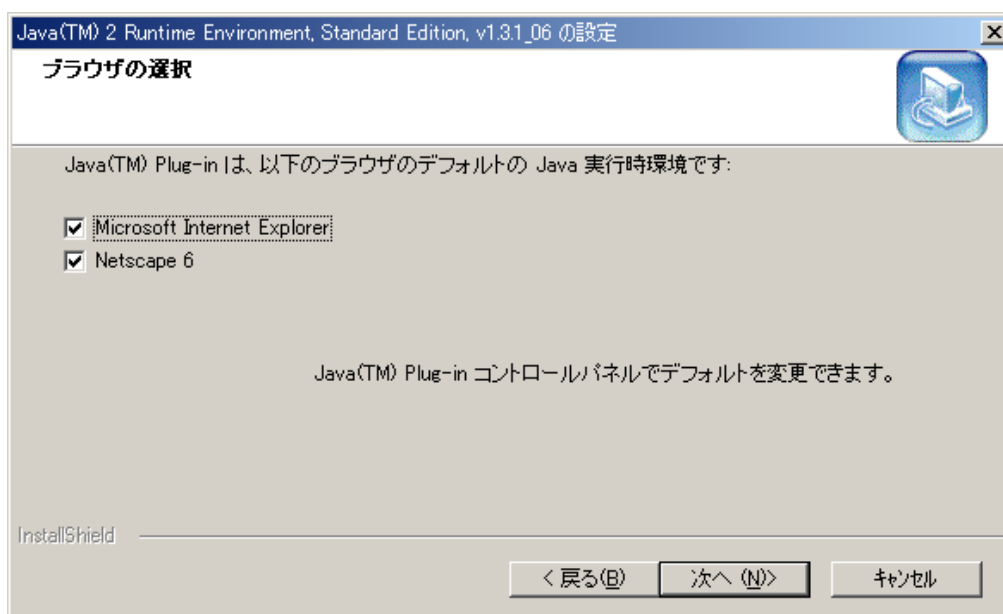 Java(TM) 2 Runtime Environment, Standard Edition, v1.3.1_06 の設定
ブラウザの選択
Java(TM) Plug-in は、以下のブラウザのデフォルトの Java 実行時環境です:
Microsoft Internet Explorer
Netscape 6
Java(TM) Plug-in コントロールパネルでデフォルトを変更できます。
InstallShield
< 戻る(B) 次へ (N)> キャンセル